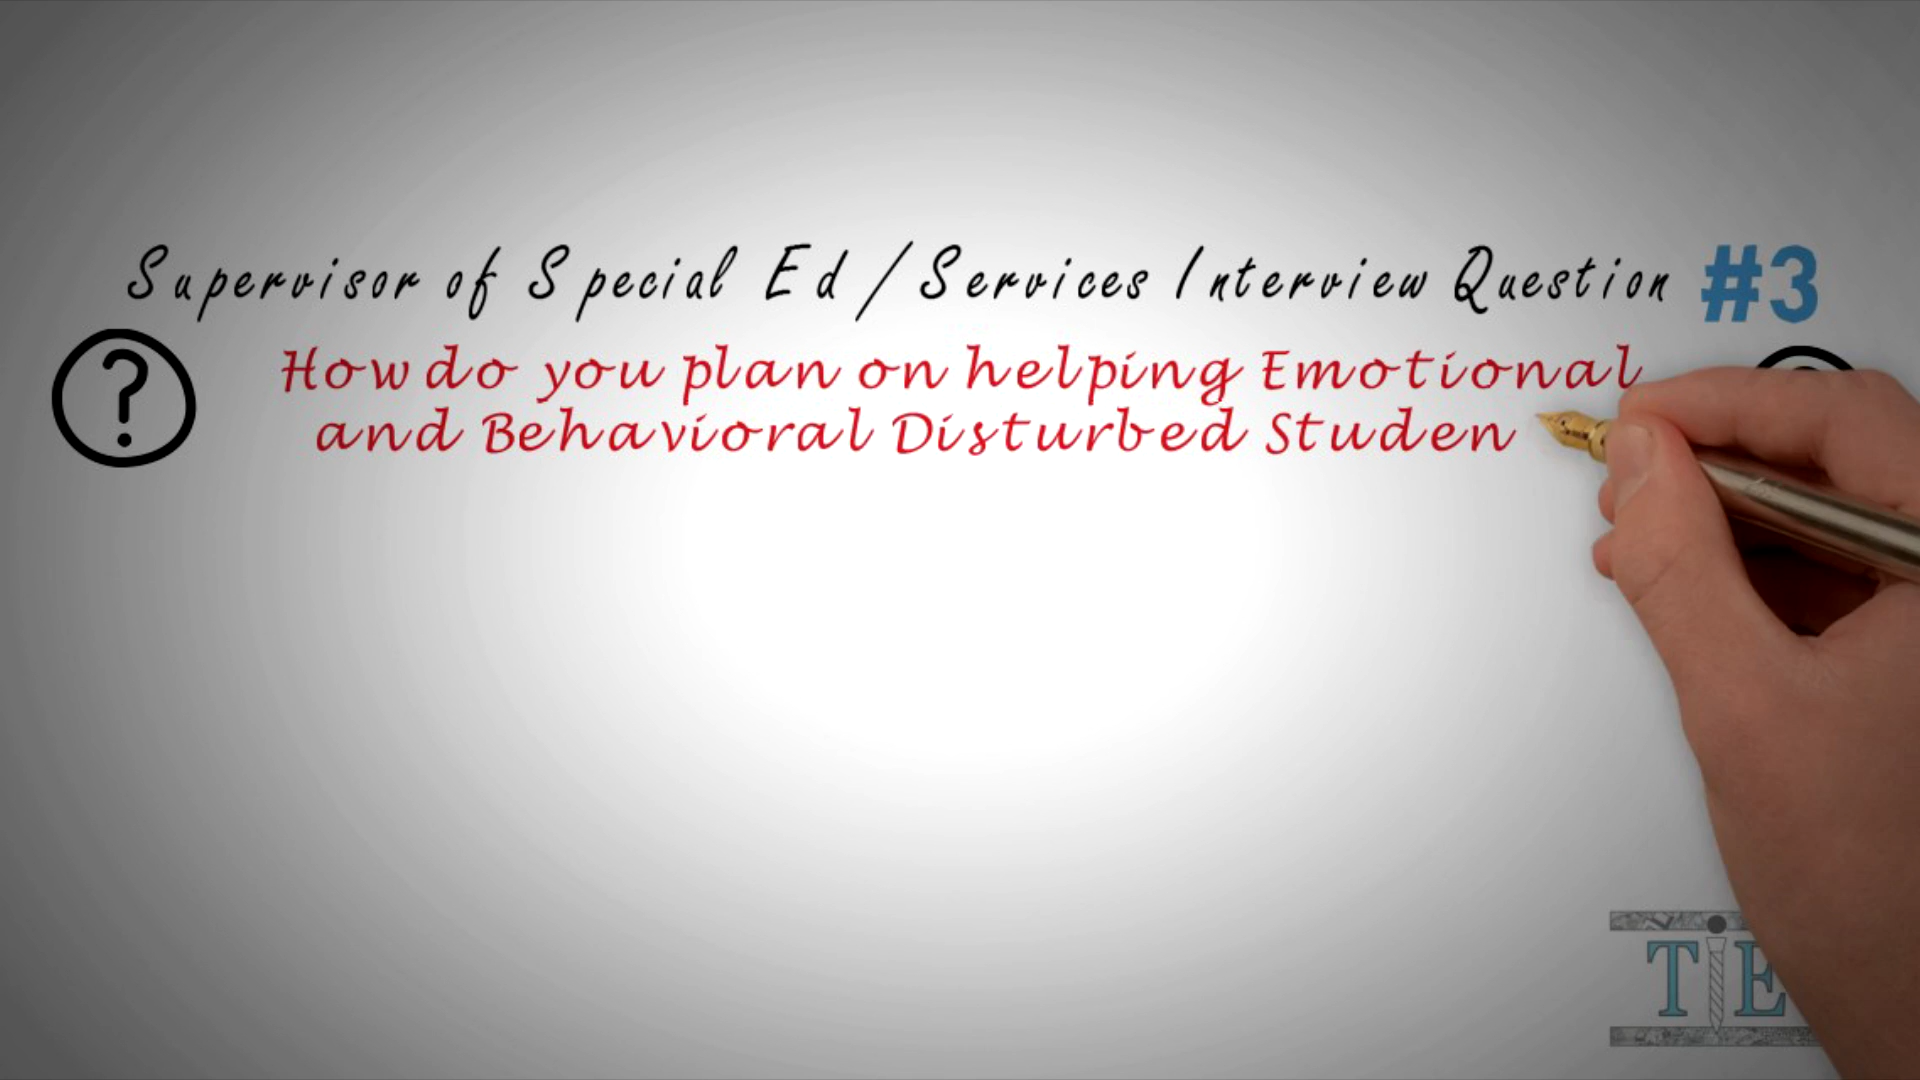 Supervisor of Special Ed / Services Interview Question #3
How do you plan on helping Emotional
and Behavioral Disturbed Studen
TiE